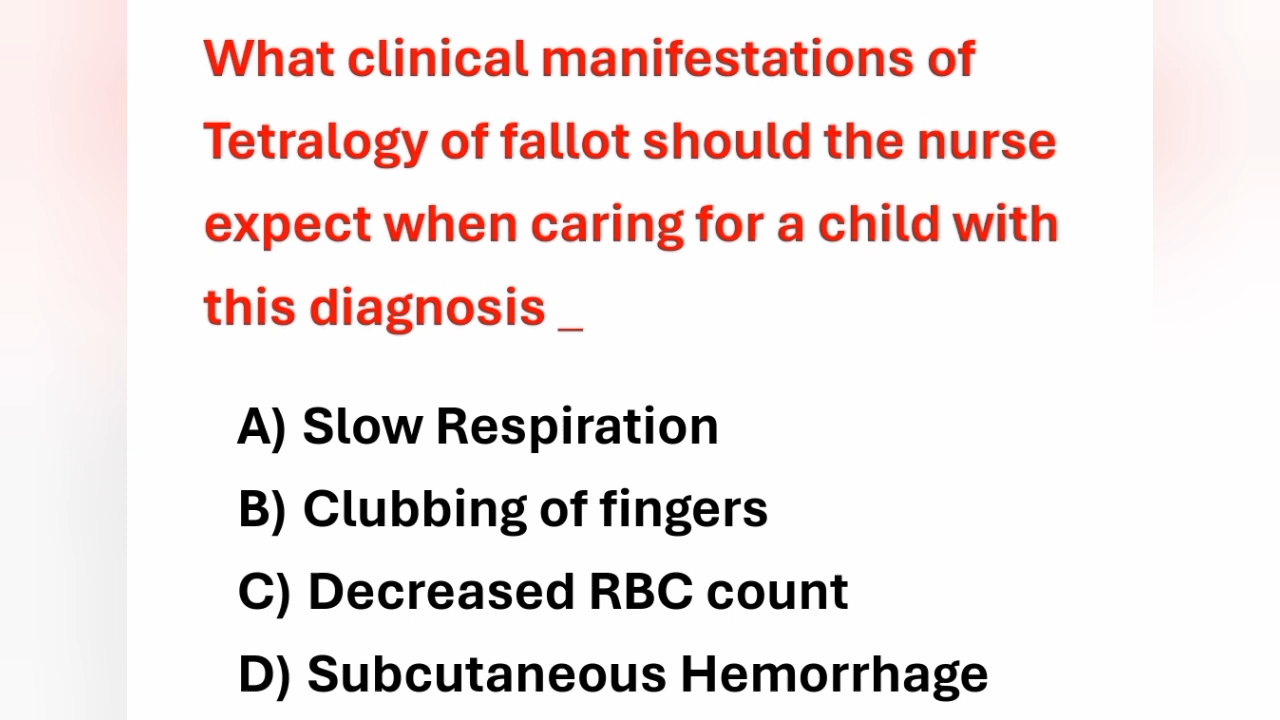 What clinical manifestations of
Tetralogy of fallot should the nurse
expect when caring for a child with
this diagnosis _
A) Slow Respiration
B) Clubbing of fingers
C) Decreased RBC count
D) Subcutaneous Hemorrhage